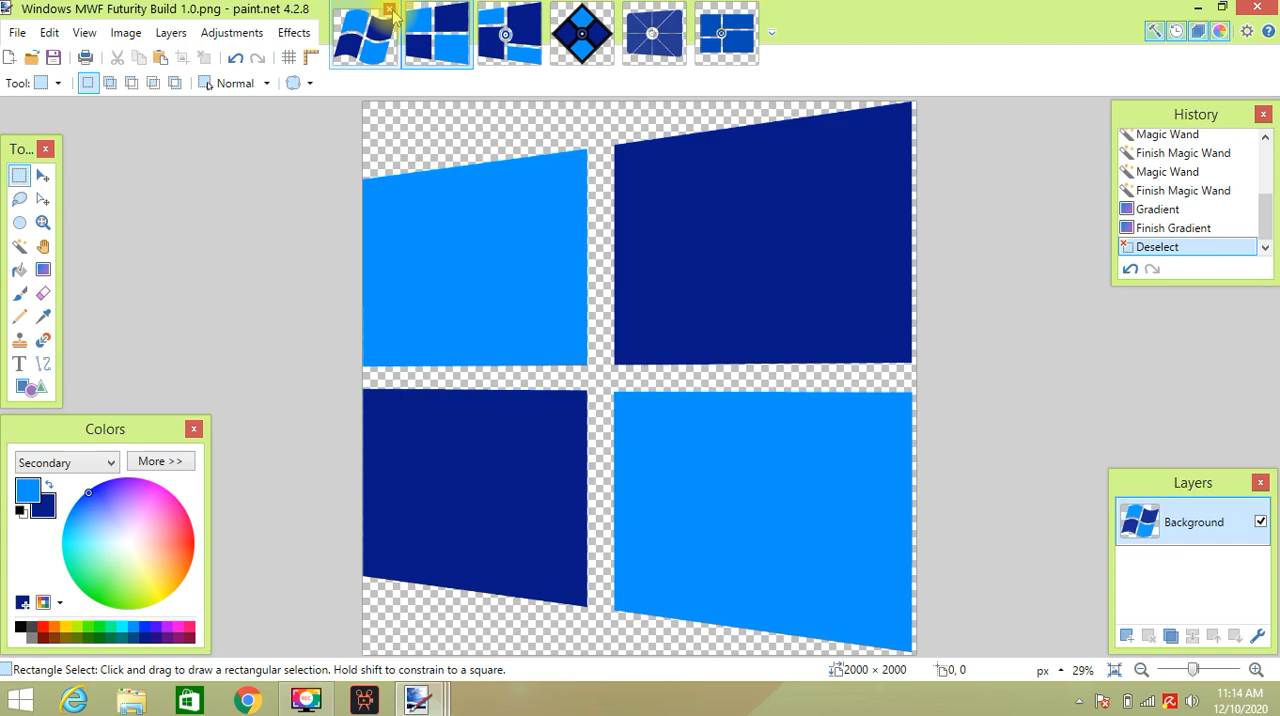 Windows MWF Futurity Build 1.0.png - paint.net 4.2.8
File Edit View Image Layers Adjustments Effects
Tool: Normal
To...
Colors
Secondary More >>
History
Magic Wand
Finish Magic Wand
Magic Wand
Finish Magic Wand
Gradient
Finish Gradient
Deselect
Layers
Background
Rectangle Select: Click and drag to draw a rectangular selection. Hold shift to constrain to a square. 2000 × 2000 0, 0 px 29%
REC
11:14 AM
12/10/2020